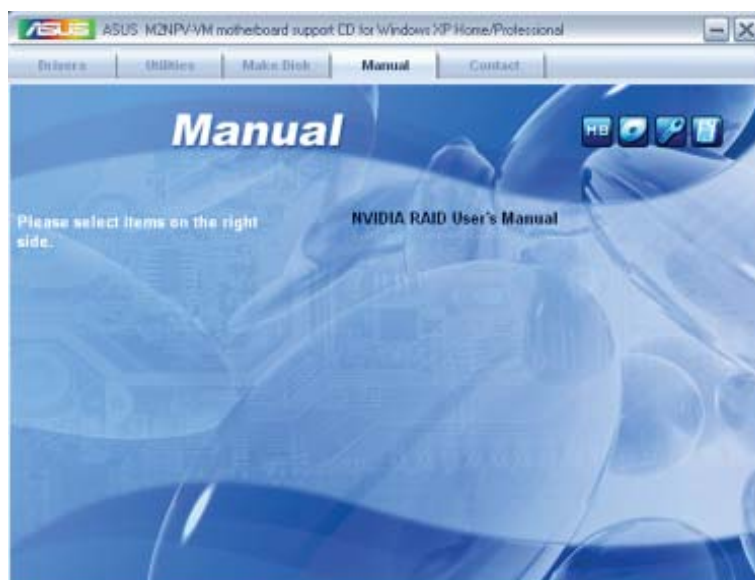 ASUS ASUS M2NPV-VM motherboard support CD for Windows XP Home/Professional
Drivers Utilities Make Disk Manual Contact
Manual
MB
Please select items on the right
side.
NVIDIA RAID User's Manual